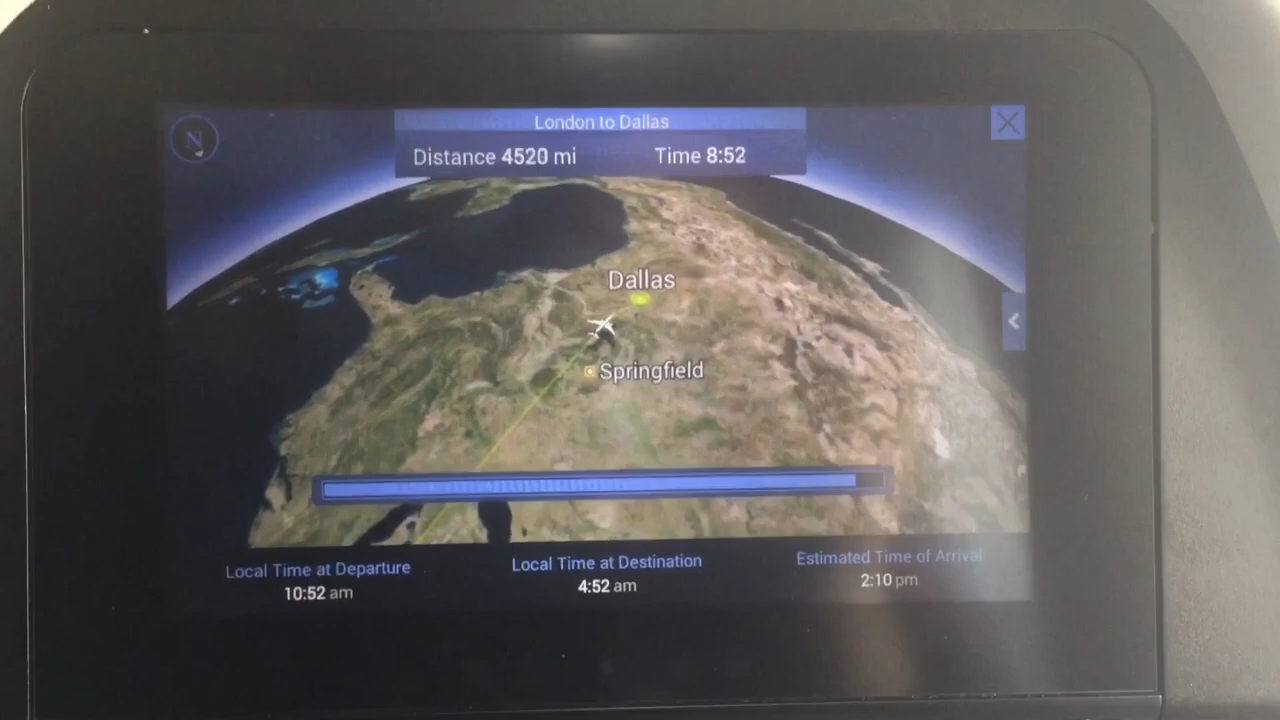 N
London to Dallas
Distance 4520 mi Time 8:52
Dallas
Springfield
Local Time at Departure
10:52 am
Local Time at Destination
4:52 am
Estimated Time of Arrival
2:10 pm